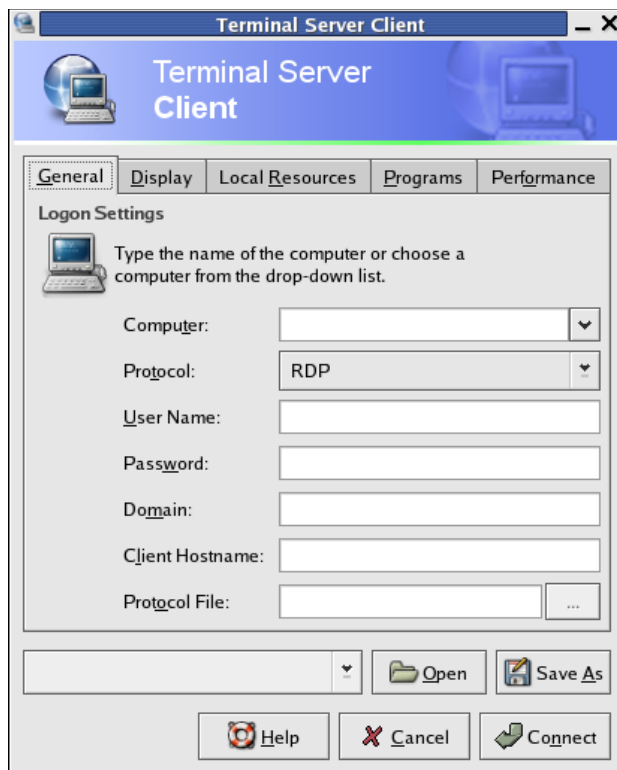 Terminal Server Client
Terminal Server
Client
General Display Local Resources Programs Performance
Logon Settings
Type the name of the computer or choose a
computer from the drop-down list.
Computer:
Protocol: RDP
User Name:
Password:
Domain:
Client Hostname:
Protocol File: ...
Open Save As
Help Cancel Connect